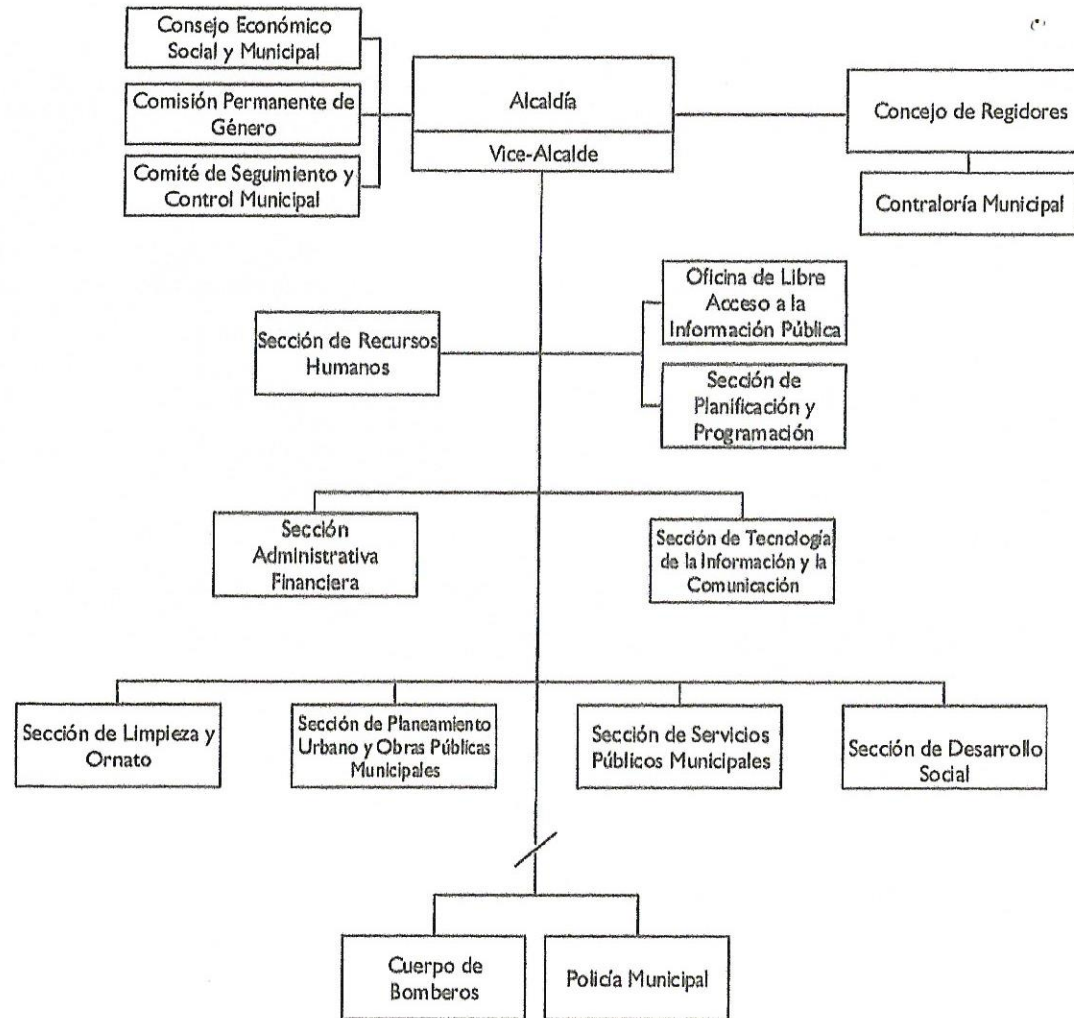 Consejo Económico
Social y Municipal
Comisión Permanente de
Género
Comité de Seguimiento y
Control Municipal
Alcaldía
Vice-Alcalde
Concejo de Regidores
Contraloría Municipal
Sección de Recursos
Humanos
Oficina de Libre
Acceso a la
Información Pública
Sección de
Planificación y
Programación
Sección
Administrativa
Financiera
Sección de Tecnología
de la Información y la
Comunicación
Sección de Limpieza y
Ornato
Sección de Planeamiento
Urbano y Obras Públicas
Municipales
Sección de Servicios
Públicos Municipales
Sección de Desarrollo
Social
Cuerpo de
Bomberos
Policía Municipal